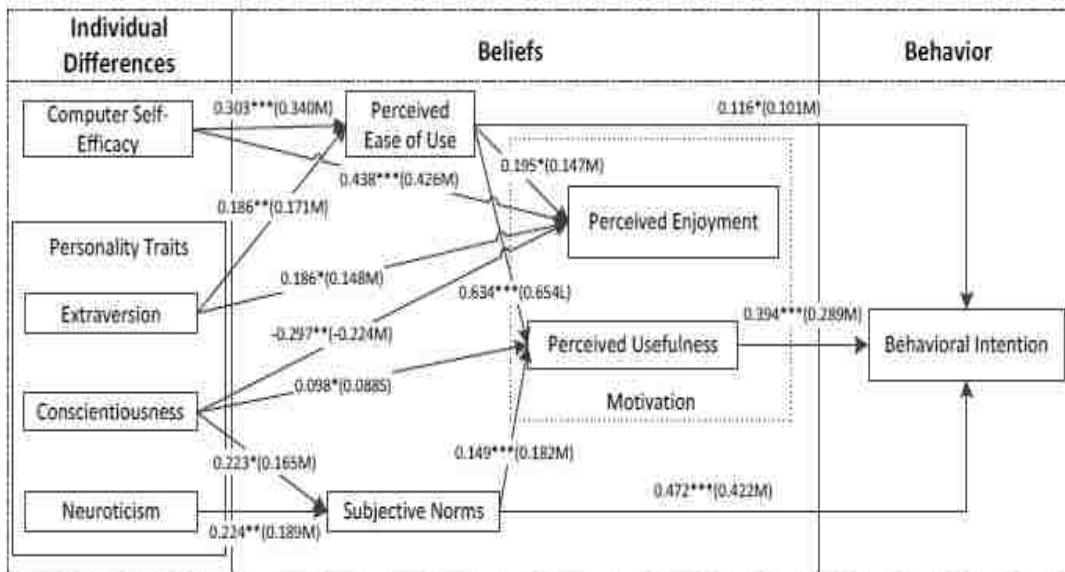 Individual
Differences
Beliefs
Behavior
Computer Self-
Efficacy
0.303***(0.340M)
Perceived
Ease of Use
0.116*(0.101M)
0.195*(0.147M)
0.438***(0.426M)
0.186**(0.171M)
Perceived Enjoyment
Personality Traits
0.186*(0.148M)
Extraversion
0.634***(0.654L)
0.394***(0.289M)
-0.297**(-0.224M)
Perceived Usefulness
Behavioral Intention
0.098*(0.088S)
Motivation
Conscientiousness
0.149***(0.182M)
0.223*(0.165M)
0.472***(0.422M)
Neuroticism
Subjective Norms
0.224**(0.189M)